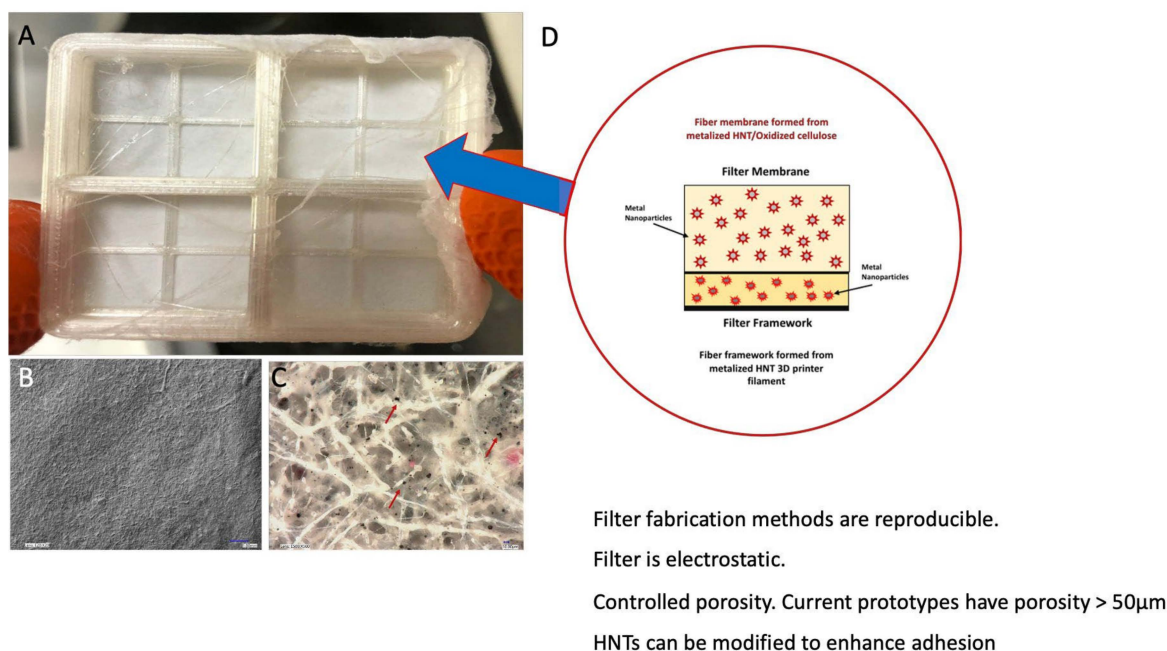 A
D
Fiber membrane formed from
metalized HNT/Oxidized cellulose
Filter Membrane
Metal
Nanoparticles
Metal
Nanoparticles
Filter Framework
Fiber framework formed from
metalized HNT 3D printer
filament
B
C
Filter fabrication methods are reproducible.
Filter is electrostatic.
Controlled porosity. Current prototypes have porosity > 50μm
HNTs can be modified to enhance adhesion